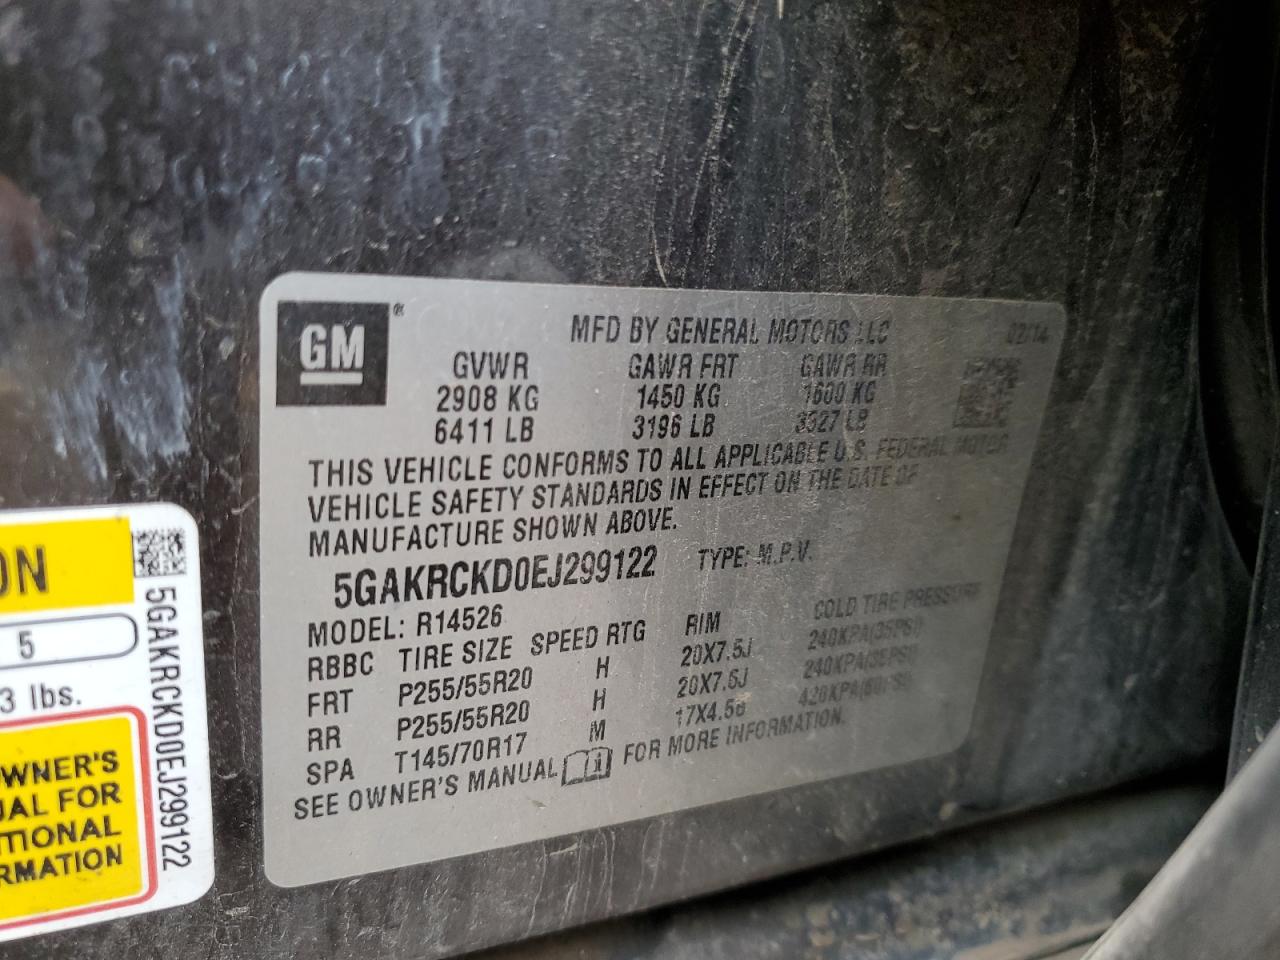 GM®
MFD BY GENERAL MOTORS LLC 02/14
GVWR GAWR FRT GAWR RR
2908 KG 1450 KG 1600 KG
6411 LB 3196 LB 3527 LB
THIS VEHICLE CONFORMS TO ALL APPLICABLE U.S. FEDERAL MOTOR
VEHICLE SAFETY STANDARDS IN EFFECT ON THE DATE OF
MANUFACTURE SHOWN ABOVE.
5GAKRCKD0EJ299122 TYPE: M.P.V.
MODEL: R14526
RBBC TIRE SIZE SPEED RTG RIM COLD TIRE PRESSURE
FRT P255/55R20 H 20X7.5J 240KPA(35PSI)
RR P255/55R20 H 20X7.5J 240KPA(35PSI)
SPA T145/70R17 M 17X4.5B 420KPA(60PSI)
SEE OWNER'S MANUAL FOR MORE INFORMATION.
ON
5
3 lbs.
WNER'S
UAL FOR
ITIONAL
RMATION
5GAKRCKD0EJ299122